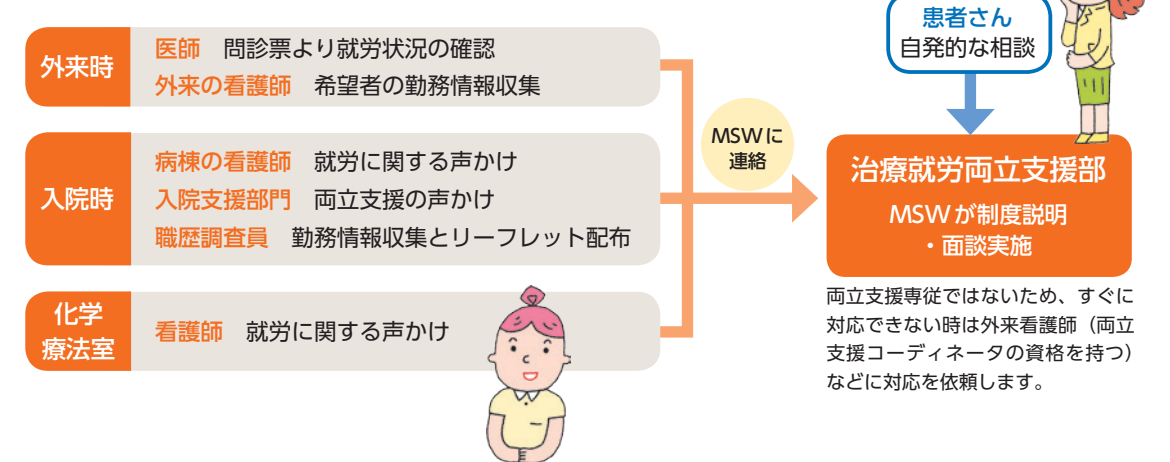 外来時
医師 問診票より就労状況の確認
外来の看護師 希望者の勤務情報収集
入院時
病棟の看護師 就労に関する声かけ
入院支援部門 両立支援の声かけ
職歴調査員 勤務情報収集とリーフレット配布
化学
療法室
看護師 就労に関する声かけ
MSWに
連絡
患者さん
自発的な相談
治療就労両立支援部
MSWが制度説明
・面談実施
両立支援専従ではないため、すぐに
対応できない時は外来看護師（両立
支援コーディネータの資格を持つ）
などに対応を依頼します。